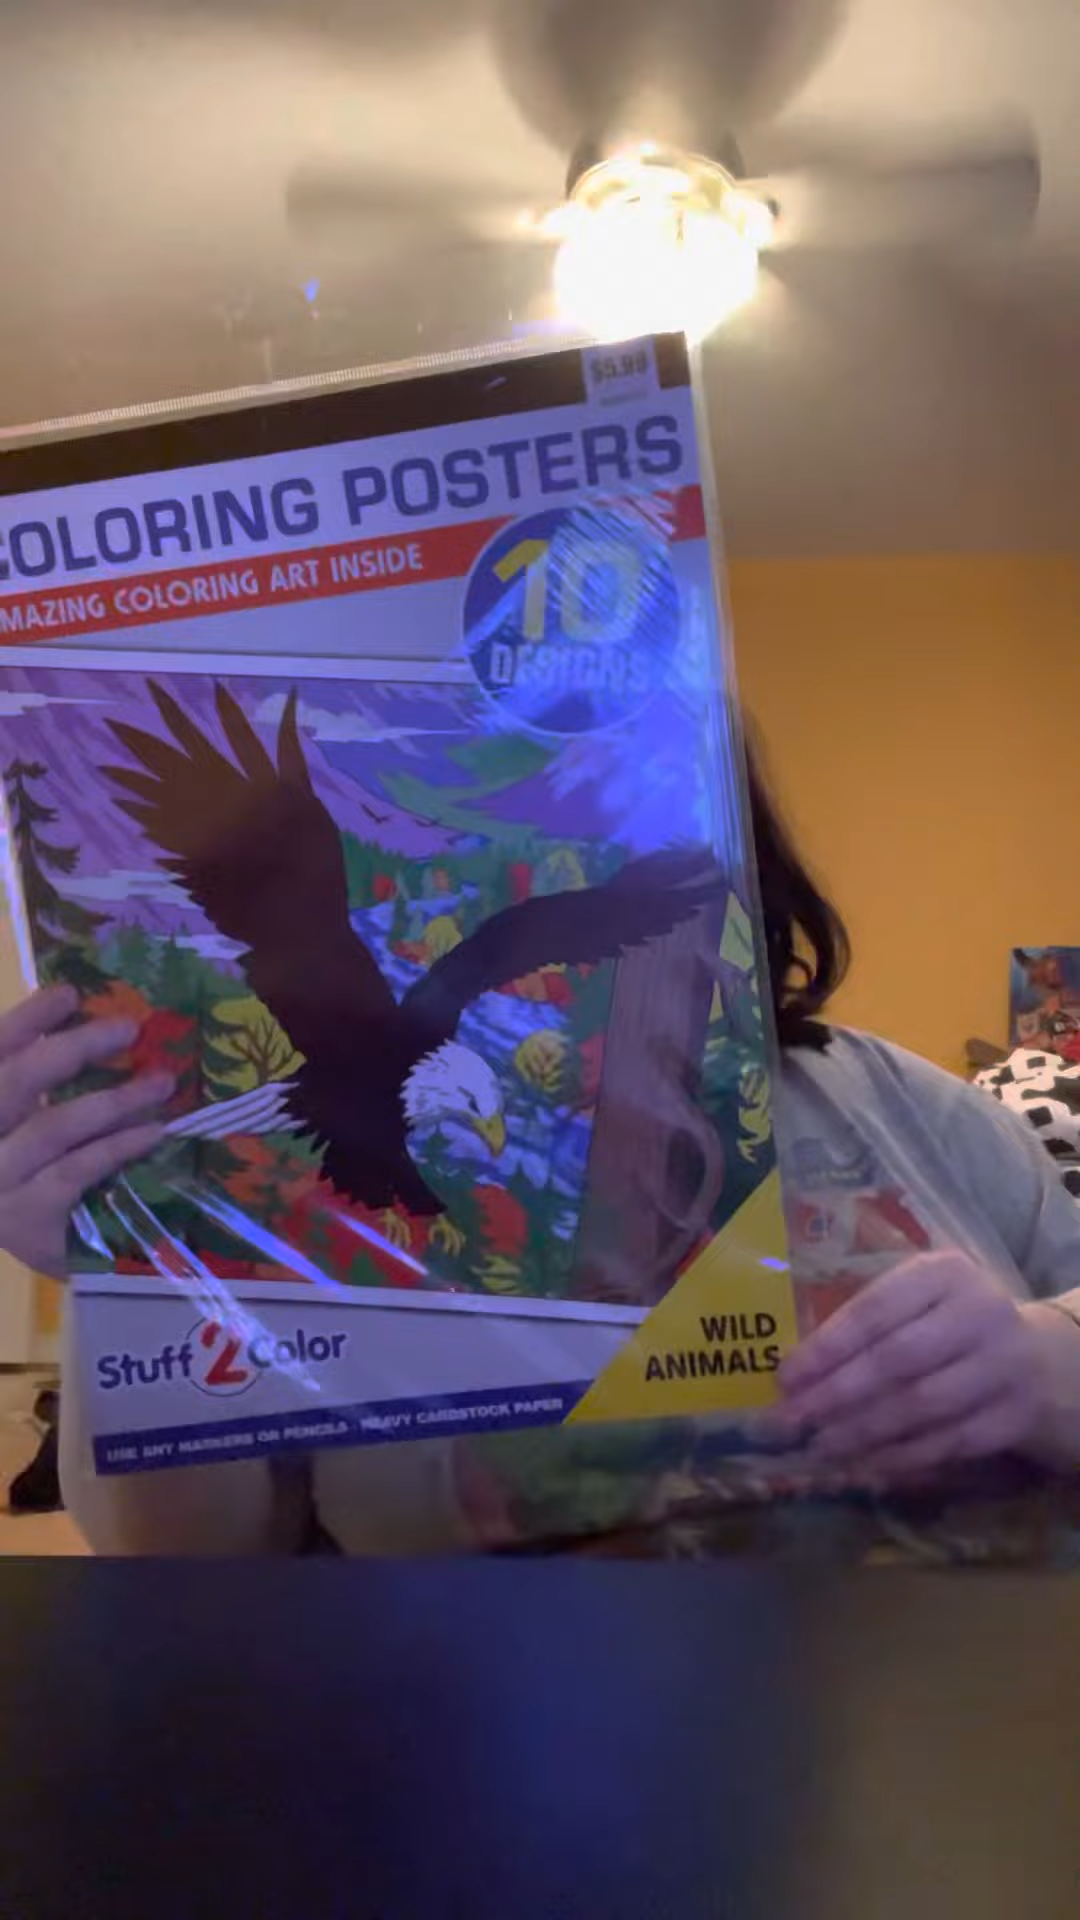 $5.99
COLORING POSTERS
AMAZING COLORING ART INSIDE
10
DESIGNS
Stuff 2 Color
WILD
ANIMALS
USE ANY MARKERS OR PENCILS · HEAVY CARDSTOCK PAPER